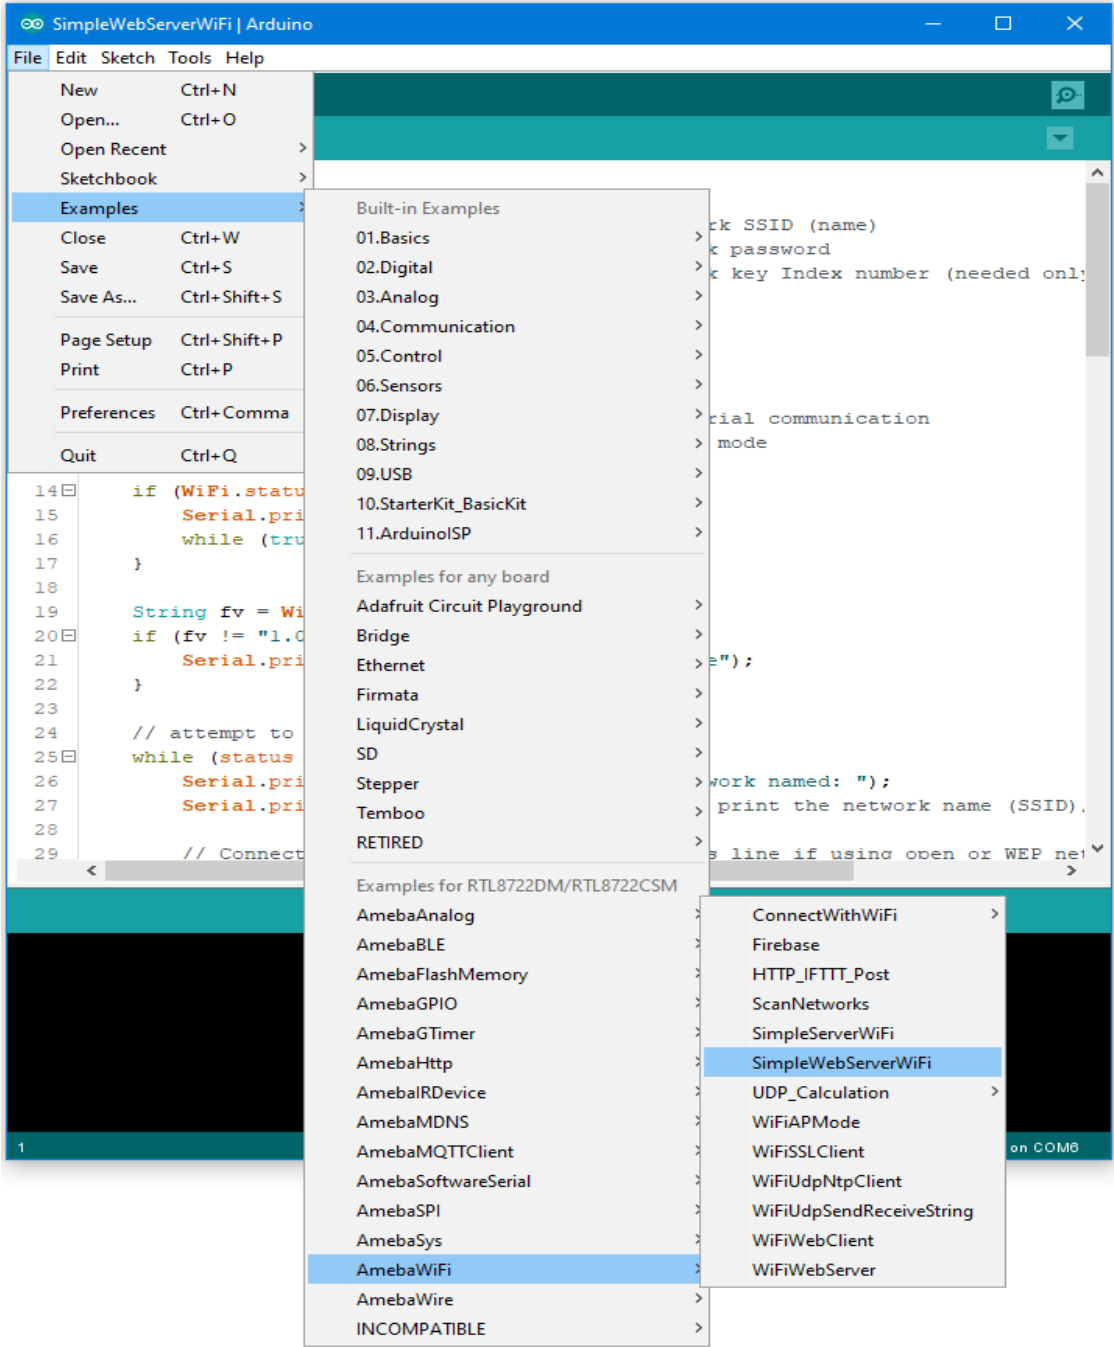 SimpleWebServerWiFi | Arduino
File Edit Sketch Tools Help
New Ctrl+N
Open... Ctrl+O
Open Recent
Sketchbook
Examples
Close Ctrl+W
Save Ctrl+S
Save As... Ctrl+Shift+S
Page Setup Ctrl+Shift+P
Print Ctrl+P
Preferences Ctrl+Comma
Quit Ctrl+Q
Built-in Examples
01.Basics
02.Digital
03.Analog
04.Communication
05.Control
06.Sensors
07.Display
08.Strings
09.USB
10.StarterKit_BasicKit
11.ArduinoISP
Examples for any board
Adafruit Circuit Playground
Bridge
Ethernet
Firmata
LiquidCrystal
SD
Stepper
Temboo
RETIRED
Examples for RTL8722DM/RTL8722CSM
AmebaAnalog
AmebaBLE
AmebaFlashMemory
AmebaGPIO
AmebaGTimer
AmebaHttp
AmebaIRDevice
AmebaMDNS
AmebaMQTTClient
AmebaSoftwareSerial
AmebaSPI
AmebaSys
AmebaWiFi
AmebaWire
INCOMPATIBLE
ConnectWithWiFi
Firebase
HTTP_IFTTT_Post
ScanNetworks
SimpleServerWiFi
SimpleWebServerWiFi
UDP_Calculation
WiFiAPMode
WiFiSSLClient
WiFiUdpNtpClient
WiFiUdpSendReceiveString
WiFiWebClient
WiFiWebServer
rk SSID (name)
k password
k key Index number (needed only
rial communication
mode
14 if (WiFi.statu
15 Serial.pri
16 while (tru
17 }
18
19 String fv = Wi
20 if (fv != "1.0
21 Serial.pri e");
22 }
23
24 // attempt to
25 while (status
26 Serial.pri work named: ");
27 Serial.pri print the network name (SSID)
28
29 // Connect s line if using open or WEP net
1 on COM6